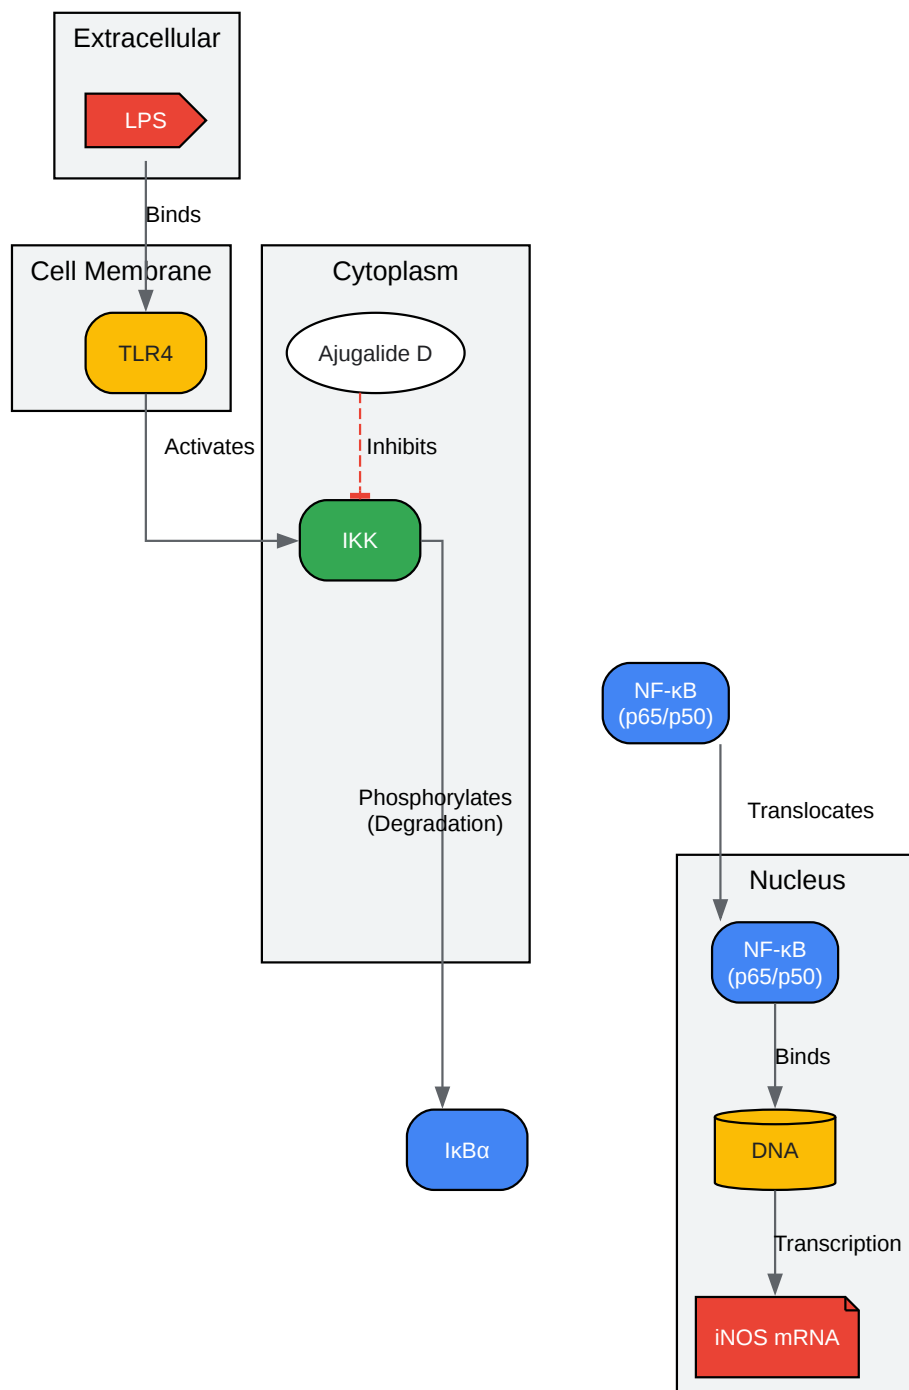 Extracellular
LPS
Binds
Cell Membrane
TLR4
Cytoplasm
Ajugalide D
Activates
Inhibits
IKK
NF-κB
(p65/p50)
Phosphorylates
(Degradation)
Translocates
Nucleus
NF-κB
(p65/p50)
Binds
IκBα
DNA
Transcription
iNOS mRNA